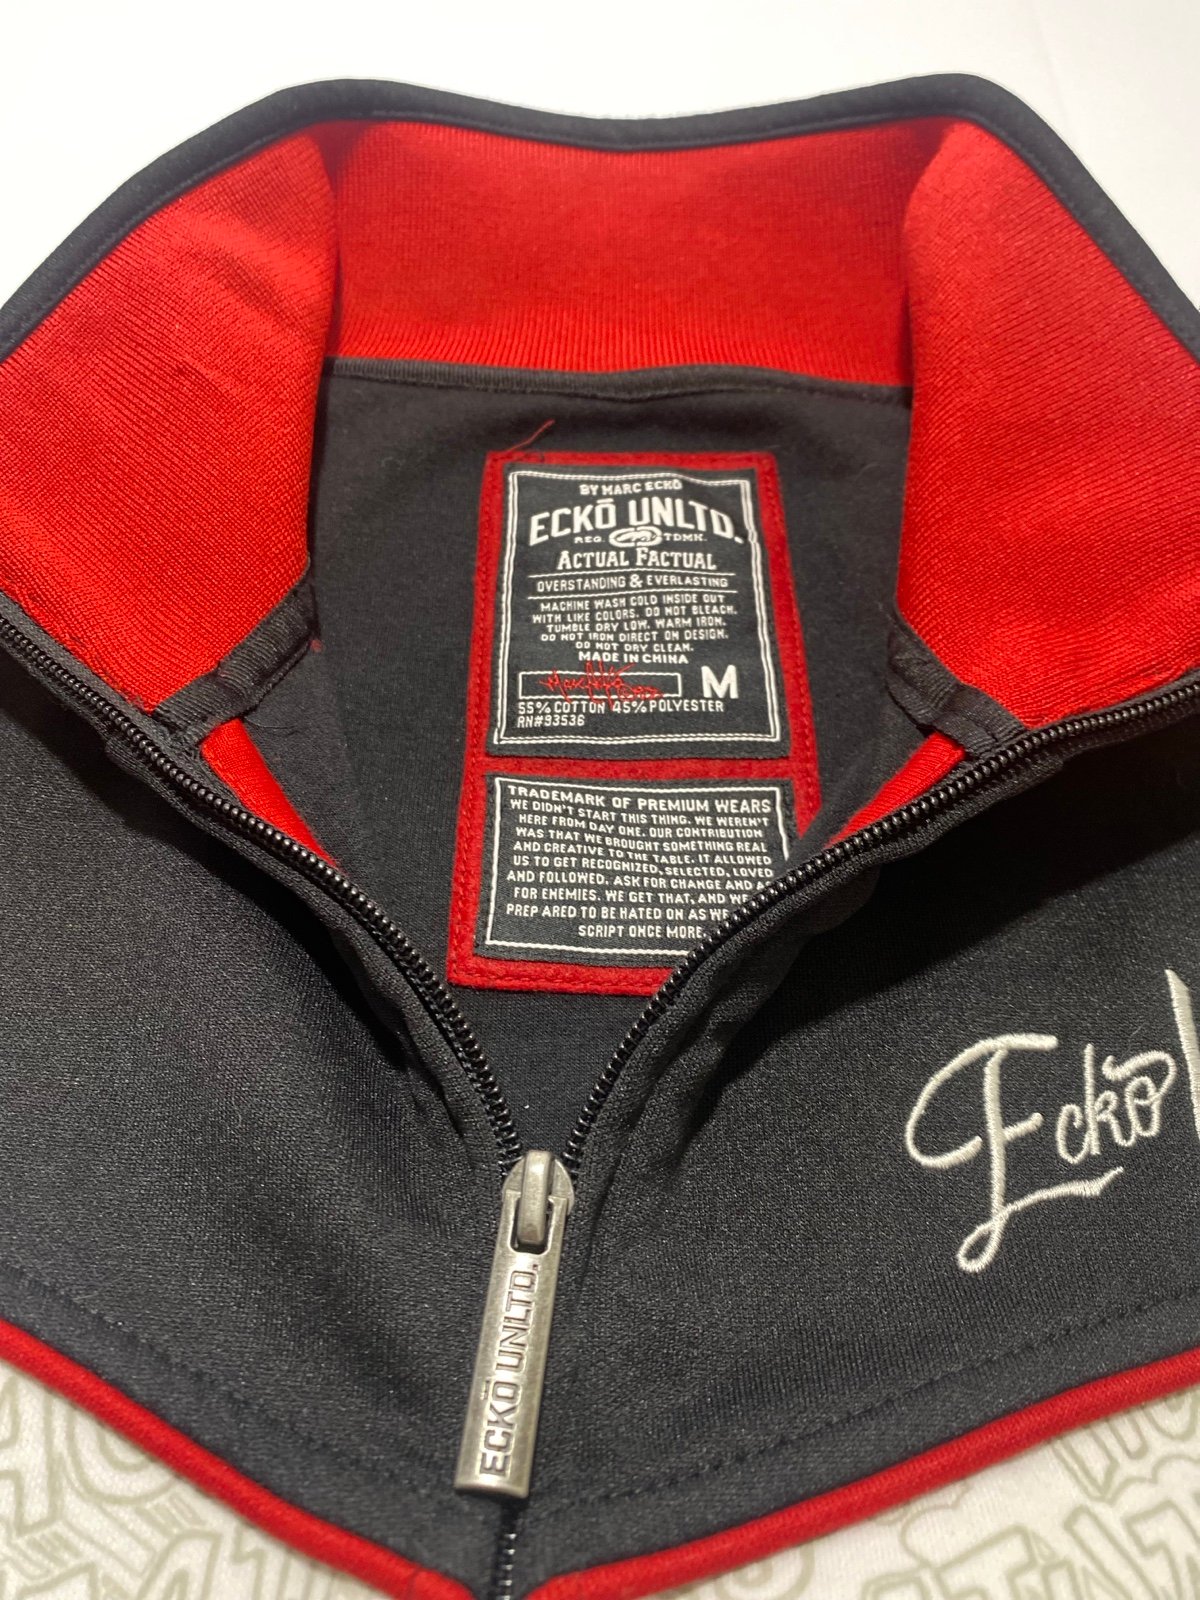 BY MARC ECKŌ
ECKŌ UNLTD.
REG. TDMK.
ACTUAL FACTUAL
OVERSTANDING & EVERLASTING
MACHINE WASH COLD INSIDE OUT
WITH LIKE COLORS. DO NOT BLEACH.
TUMBLE DRY LOW. WARM IRON.
DO NOT IRON DIRECT ON DESIGN.
DO NOT DRY CLEAN.
MADE IN CHINA
M
55% COTTON 45% POLYESTER
RN#93536
TRADEMARK OF PREMIUM WEARS
WE DIDN'T START THIS THING. WE WEREN'T
HERE FROM DAY ONE. OUR CONTRIBUTION
WAS THAT WE BROUGHT SOMETHING REAL
AND CREATIVE TO THE TABLE. IT ALLOWED
US TO GET RECOGNIZED, SELECTED, LOVED
AND FOLLOWED. ASK FOR CHANGE AND
FOR ENEMIES. WE GET THAT, AND
PREP ARED TO BE HATED ON AS
SCRIPT ONCE MORE.
Eckō
ECKŌ UNLTD.